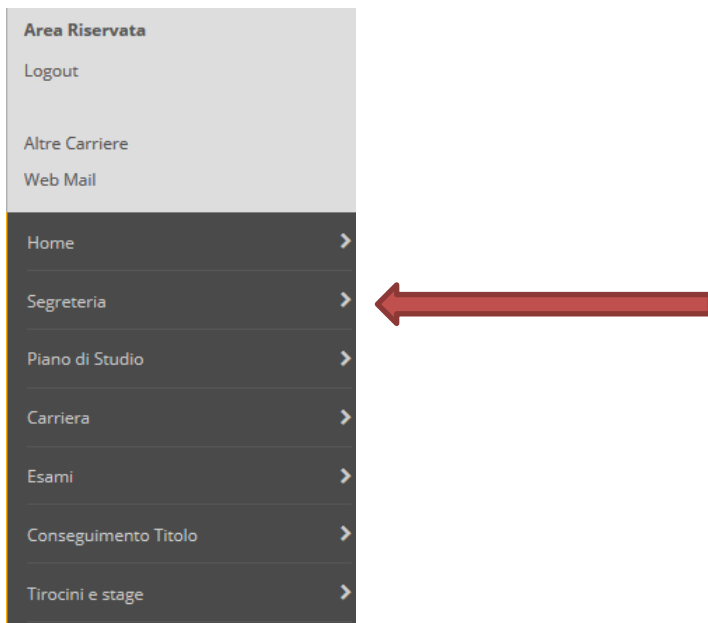 Area Riservata
Logout
Altre Carriere
Web Mail
Home
Segreteria
Piano di Studio
Carriera
Esami
Conseguimento Titolo
Tirocini e stage